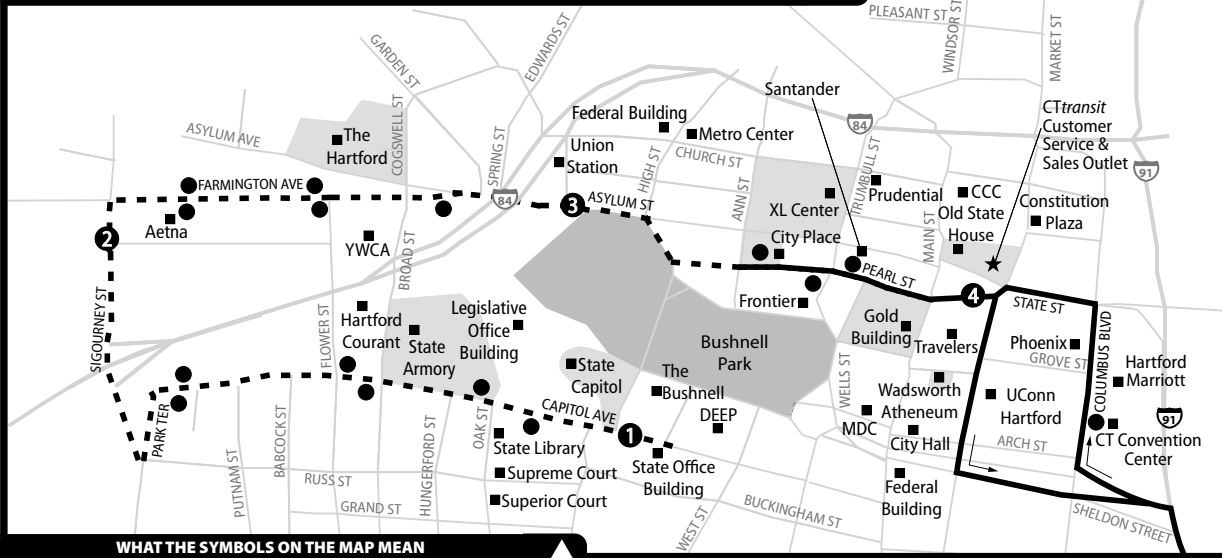 PLEASANT ST
WINDSOR ST
MARKET ST
EDWARDS ST
GARDEN ST
Santander
84
CTtransit
Customer
Service &
Sales Outlet
Federal Building
Metro Center
ASYLUM AVE
The
Hartford
COGSWELL ST
SPRING ST
Union
Station
HIGH ST
CHURCH ST
TRUMBULL ST
91
FARMINGTON AVE
84
3
ASYLUM ST
ANN ST
XL Center
Prudential
CCC
Old State
House
Constitution
Plaza
MAIN ST
Aetna
2
YWCA
BROAD ST
City Place
PEARL ST
4
STATE ST
SIGOURNEY ST
FLOWER ST
Hartford
Courant
State
Armory
Legislative
Office
Building
Frontier
Gold
Building
Travelers
Phoenix
GROVE ST
COLUMBUS BLVD
Hartford
Marriott
Bushnell
Park
State
Capitol
The
Bushnell
DEEP
WELLS ST
Wadsworth
Atheneum
UConn
Hartford
91
PARK TER
CAPITOL AVE
1
MDC
City Hall
ARCH ST
CT Convention
Center
BABCOCK ST
PUTNAM ST
HUNGERFORD ST
OAK ST
State Library
State Office
Building
Supreme Court
Superior Court
RUSS ST
GRAND ST
WEST ST
BUCKINGHAM ST
Federal
Building
SHELDON STREET
WHAT THE SYMBOLS ON THE MAP MEAN